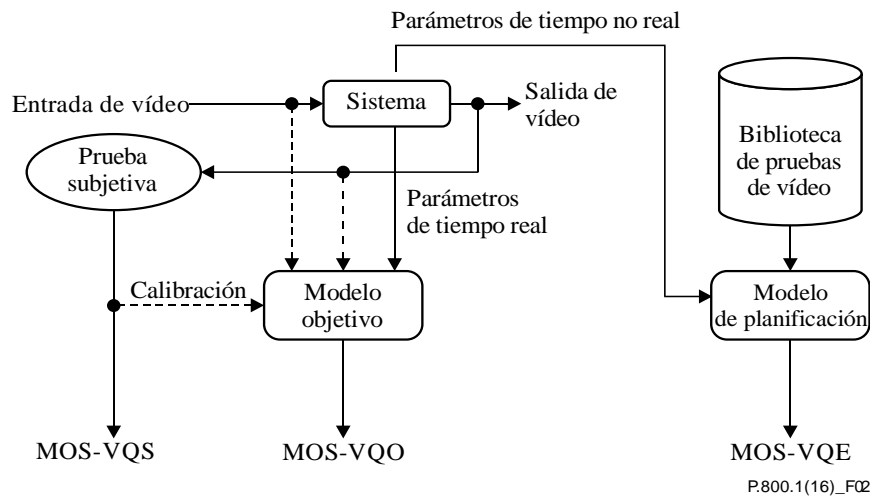 Parámetros de tiempo no real
Entrada de vídeo
Sistema
Salida de
vídeo
Biblioteca
de pruebas
de vídeo
Prueba
subjetiva
Parámetros
de tiempo real
Calibración
Modelo
objetivo
Modelo
de planificación
MOS-VQS
MOS-VQO
MOS-VQE
P.800.1(16)_F02